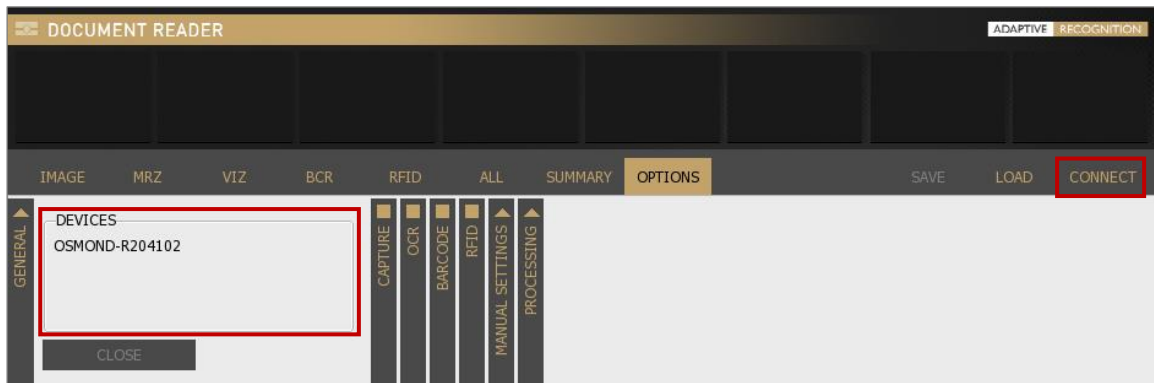 DOCUMENT READER
ADAPTIVE RECOGNITION
IMAGE MRZ VIZ BCR RFID ALL SUMMARY OPTIONS SAVE LOAD CONNECT
GENERAL
DEVICES
OSMOND-R204102
CLOSE
CAPTURE
OCR
BARCODE
RFID
MANUAL SETTINGS
PROCESSING